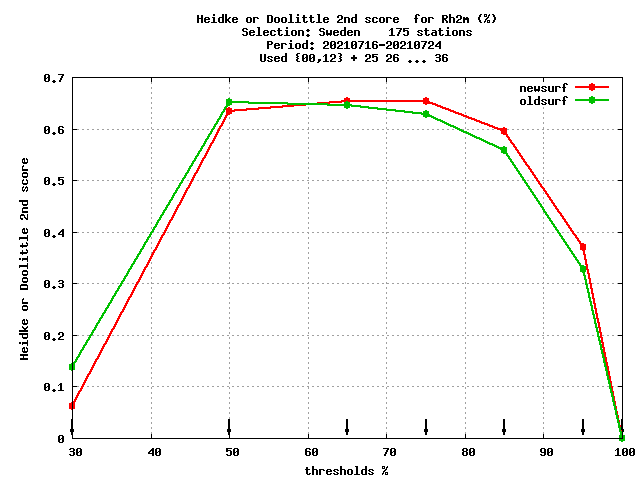 Heidke or Doolittle 2nd score  for Rh2m (%)
Selection: Sweden    175 stations
Period: 20210716-20210724
Used {00,12} + 25 26 ... 36
newsurf
oldsurf
Heidke or Doolittle 2nd score
0.7
0.6
0.5
0.4
0.3
0.2
0.1
0
30 40 50 60 70 80 90 100
thresholds %